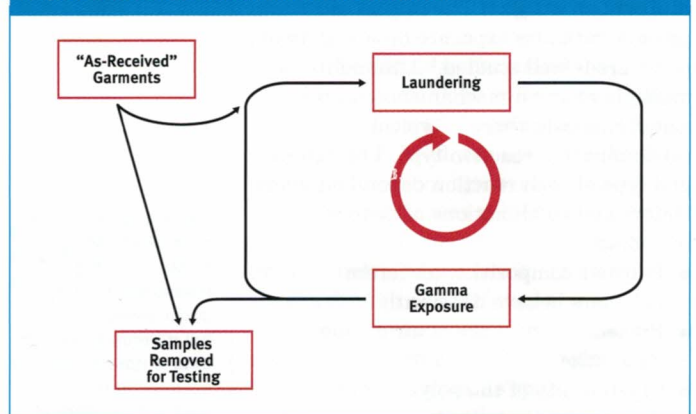 "As-Received"
Garments
Laundering
Gamma
Exposure
Samples
Removed
for Testing